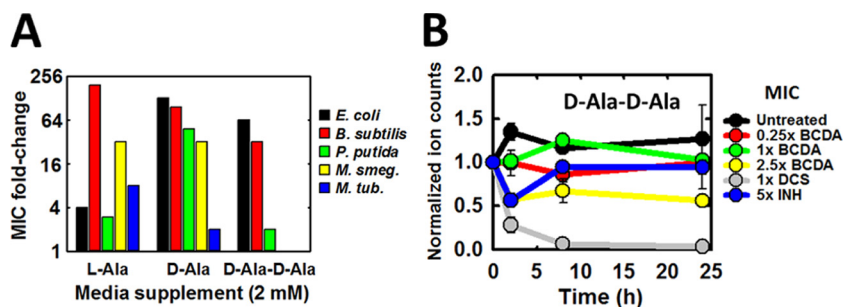 A
MIC fold-change
256
64
16
4
1
L-Ala
D-Ala
D-Ala-D-Ala
Media supplement (2 mM)
E. coli
B. subtilis
P. putida
M. smeg.
M. tub.
B
Normalized ion counts
2.0
1.5
1.0
0.5
0.0
D-Ala-D-Ala
0
5
10
15
20
25
Time (h)
MIC
Untreated
0.25x BCDA
1x BCDA
2.5x BCDA
1x DCS
5x INH